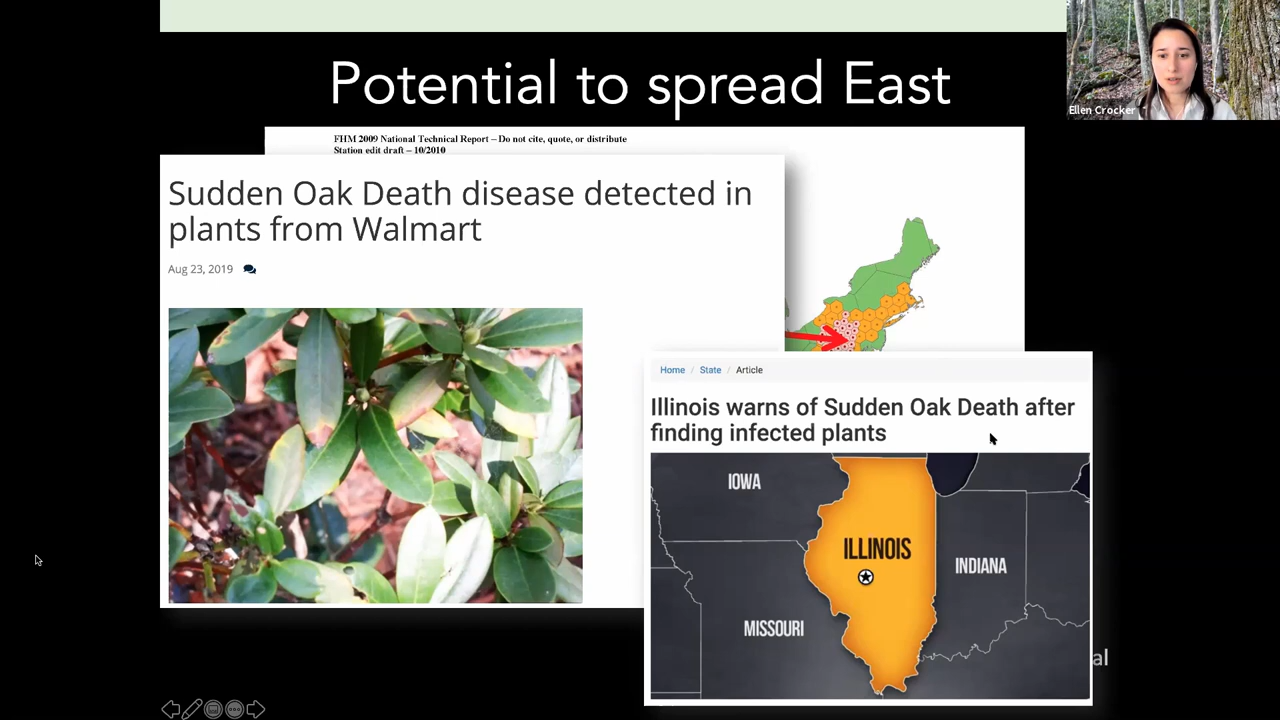 Potential to spread East
Ellen Crocker
FHM 2009 National Technical Report – Do not cite, quote, or distribute
Station edit draft – 10/2010
Sudden Oak Death disease detected in
plants from Walmart
Aug 23, 2019
Home / State / Article
Illinois warns of Sudden Oak Death after
finding infected plants
IOWA
ILLINOIS
INDIANA
MISSOURI
al